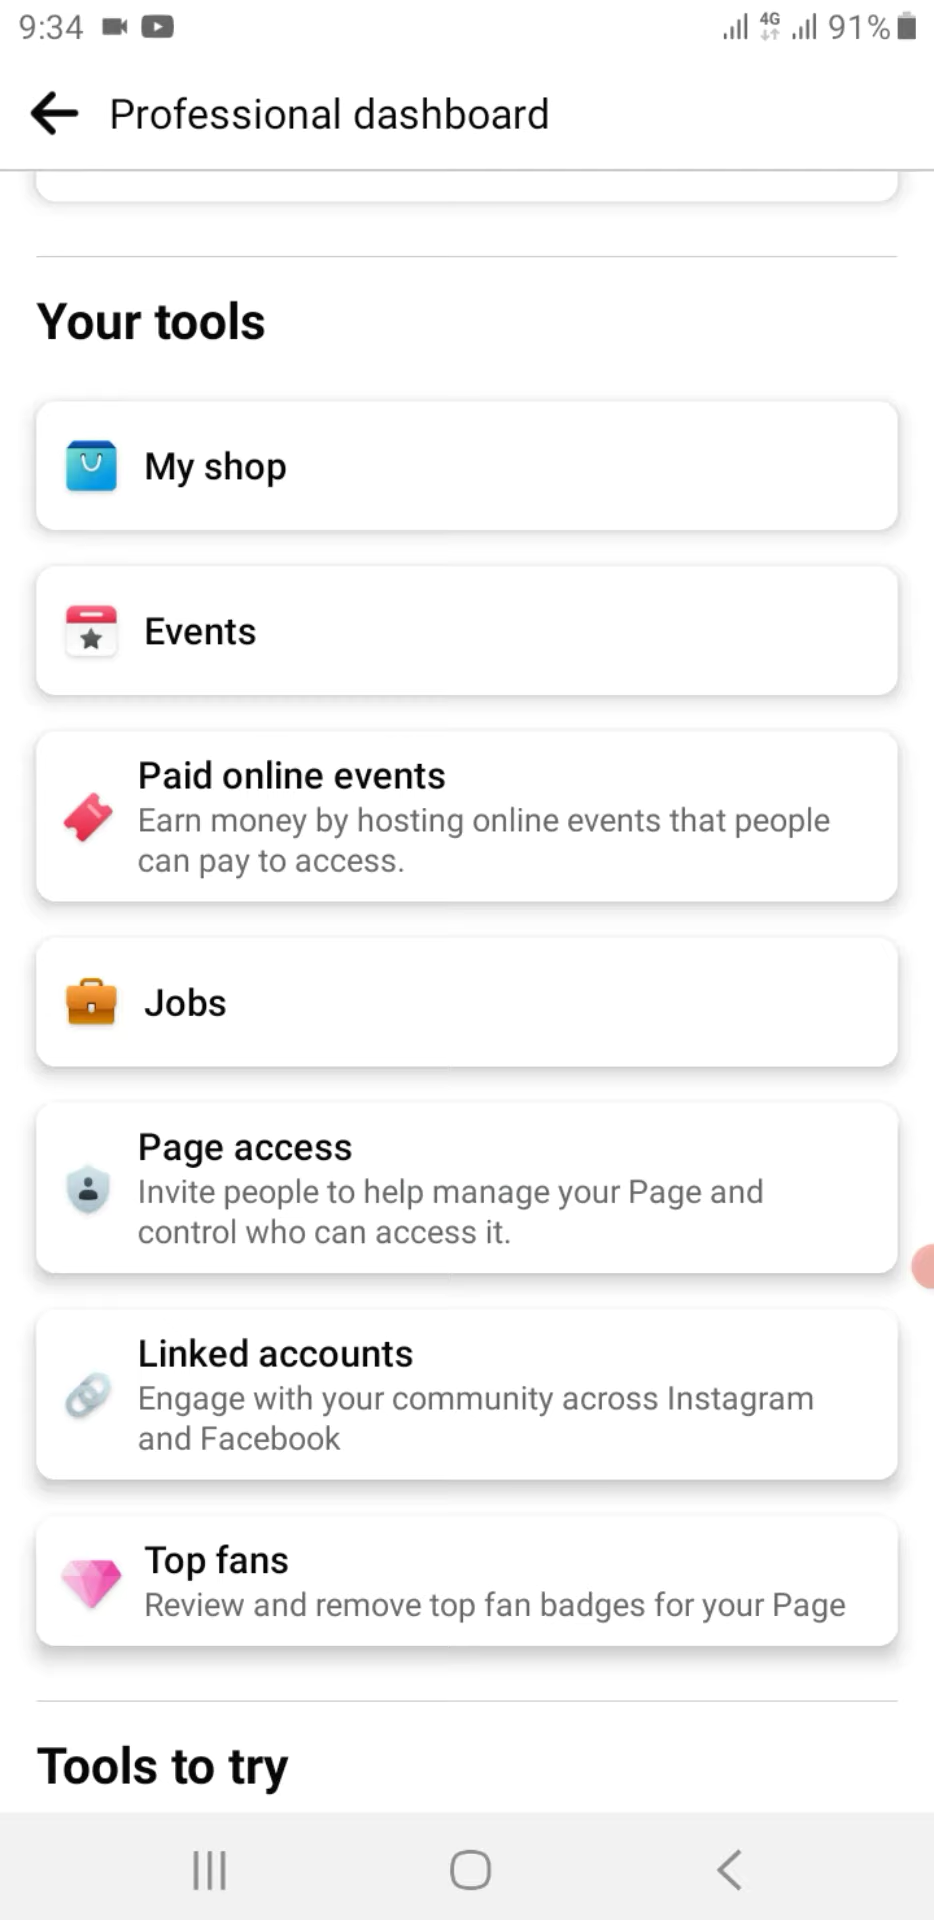 9:34
4G
91%
Professional dashboard
Your tools
My shop
Events
Paid online events
Earn money by hosting online events that people
can pay to access.
Jobs
Page access
Invite people to help manage your Page and
control who can access it.
Linked accounts
Engage with your community across Instagram
and Facebook
Top fans
Review and remove top fan badges for your Page
Tools to try